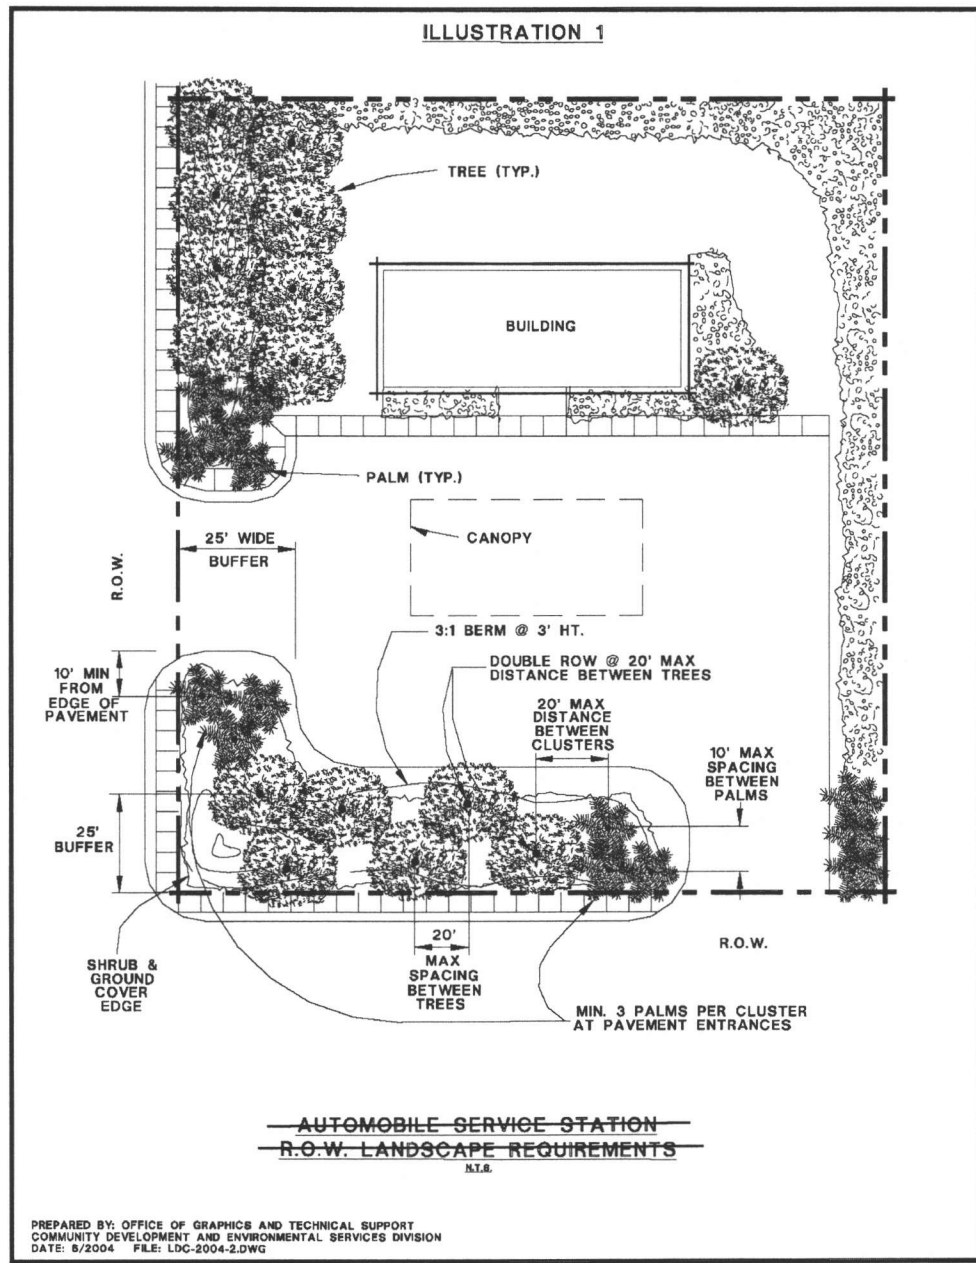 ILLUSTRATION 1
TREE (TYP.)
BUILDING
PALM (TYP.)
25' WIDE
BUFFER
CANOPY
R.O.W.
3:1 BERM @ 3' HT.
10' MIN
FROM
EDGE OF
PAVEMENT
DOUBLE ROW @ 20' MAX
DISTANCE BETWEEN TREES
20' MAX
DISTANCE
BETWEEN
CLUSTERS
10' MAX
SPACING
BETWEEN
PALMS
25'
BUFFER
R.O.W.
20'
MAX
SPACING
BETWEEN
TREES
SHRUB &
GROUND
COVER
EDGE
MIN. 3 PALMS PER CLUSTER
AT PAVEMENT ENTRANCES
AUTOMOBILE SERVICE STATION
R.O.W. LANDSCAPE REQUIREMENTS
N.T.S.
PREPARED BY: OFFICE OF GRAPHICS AND TECHNICAL SUPPORT
COMMUNITY DEVELOPMENT AND ENVIRONMENTAL SERVICES DIVISION
DATE: 6/2004 FILE: LDC-2004-2.DWG